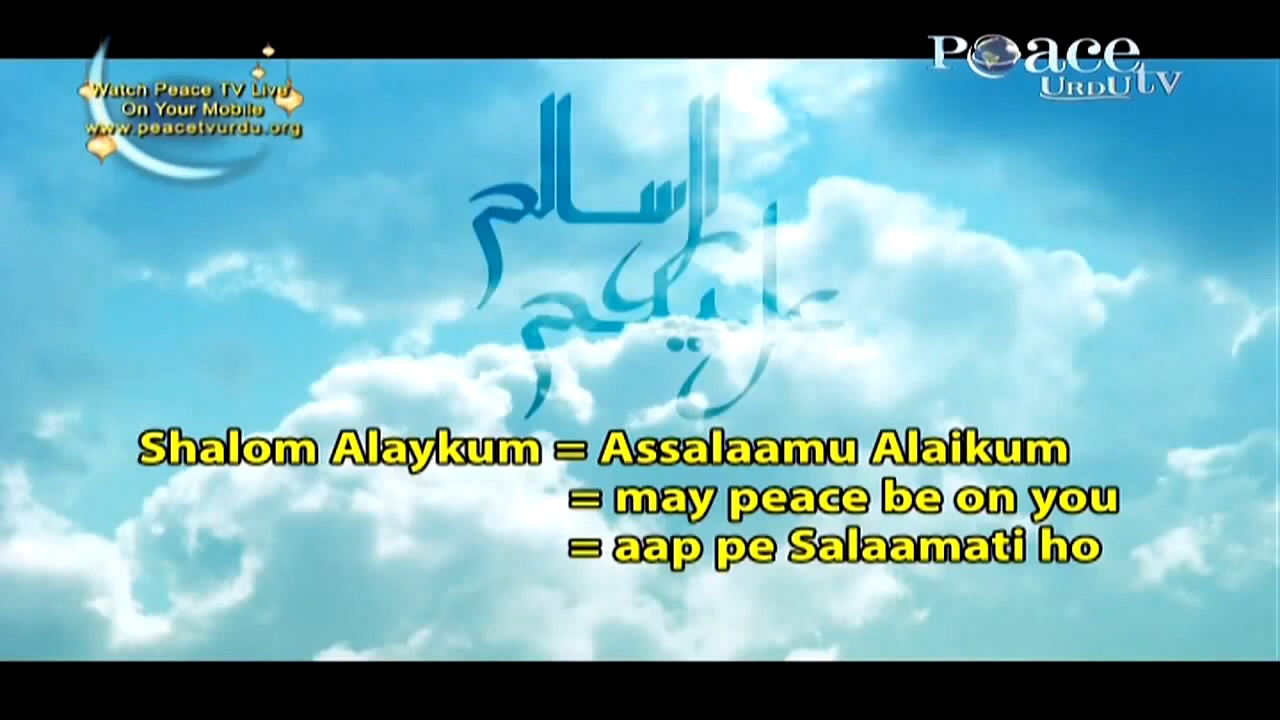 Peace
URDU TV
Watch Peace TV Live
On Your Mobile
www.peacetvurdu.org
السلام
عليكم
Shalom Alaykum = Assalaamu Alaikum
= may peace be on you
= aap pe Salaamati ho